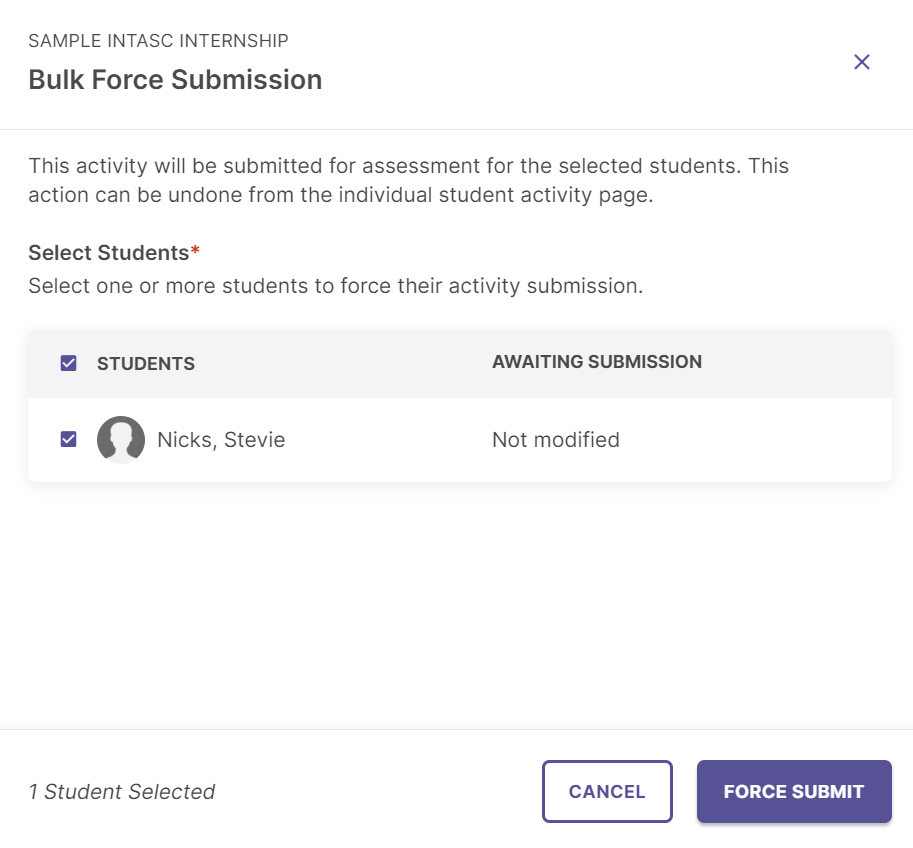 SAMPLE INTASC INTERNSHIP
Bulk Force Submission
This activity will be submitted for assessment for the selected students. This
action can be undone from the individual student activity page.
Select Students*
Select one or more students to force their activity submission.
STUDENTS AWAITING SUBMISSION
Nicks, Stevie Not modified
1 Student Selected CANCEL FORCE SUBMIT